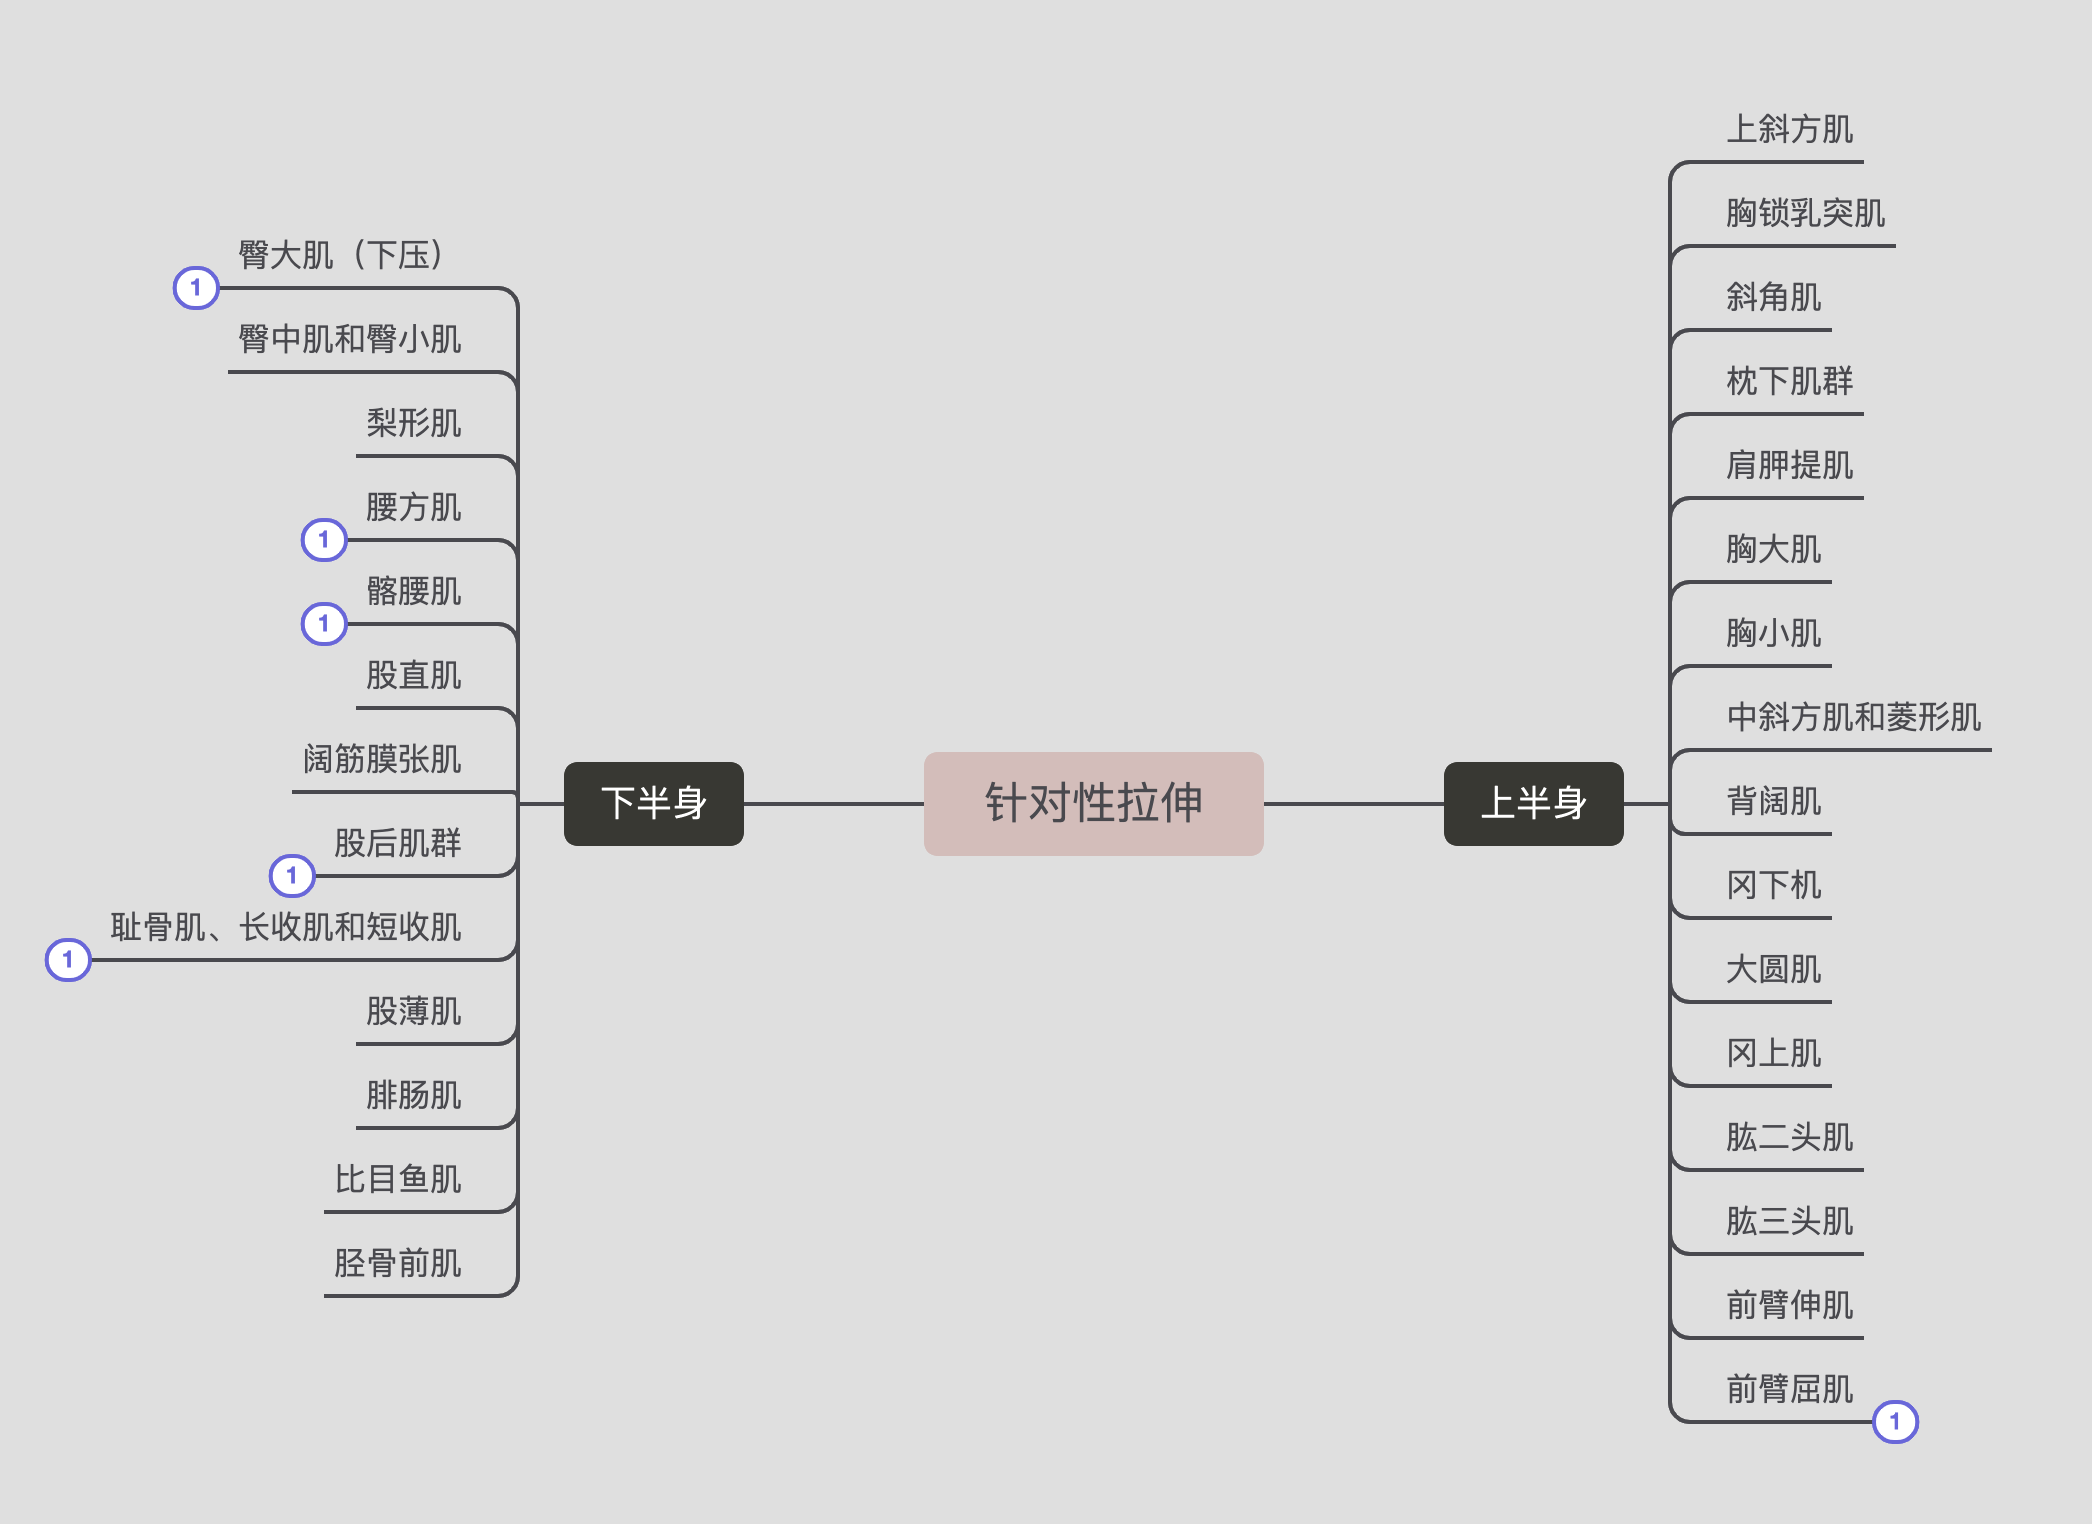 针对性拉伸
上半身
上斜方肌
胸锁乳突肌
斜角肌
枕下肌群
肩胛提肌
胸大肌
胸小肌
中斜方肌和菱形肌
背阔肌
冈下机
大圆肌
冈上肌
肱二头肌
肱三头肌
前臂伸肌
前臂屈肌
1
下半身
臀大肌（下压）
1
臀中肌和臀小肌
梨形肌
腰方肌
1
髂腰肌
1
股直肌
阔筋膜张肌
股后肌群
1
耻骨肌、长收肌和短收肌
1
股薄肌
腓肠肌
比目鱼肌
胫骨前肌